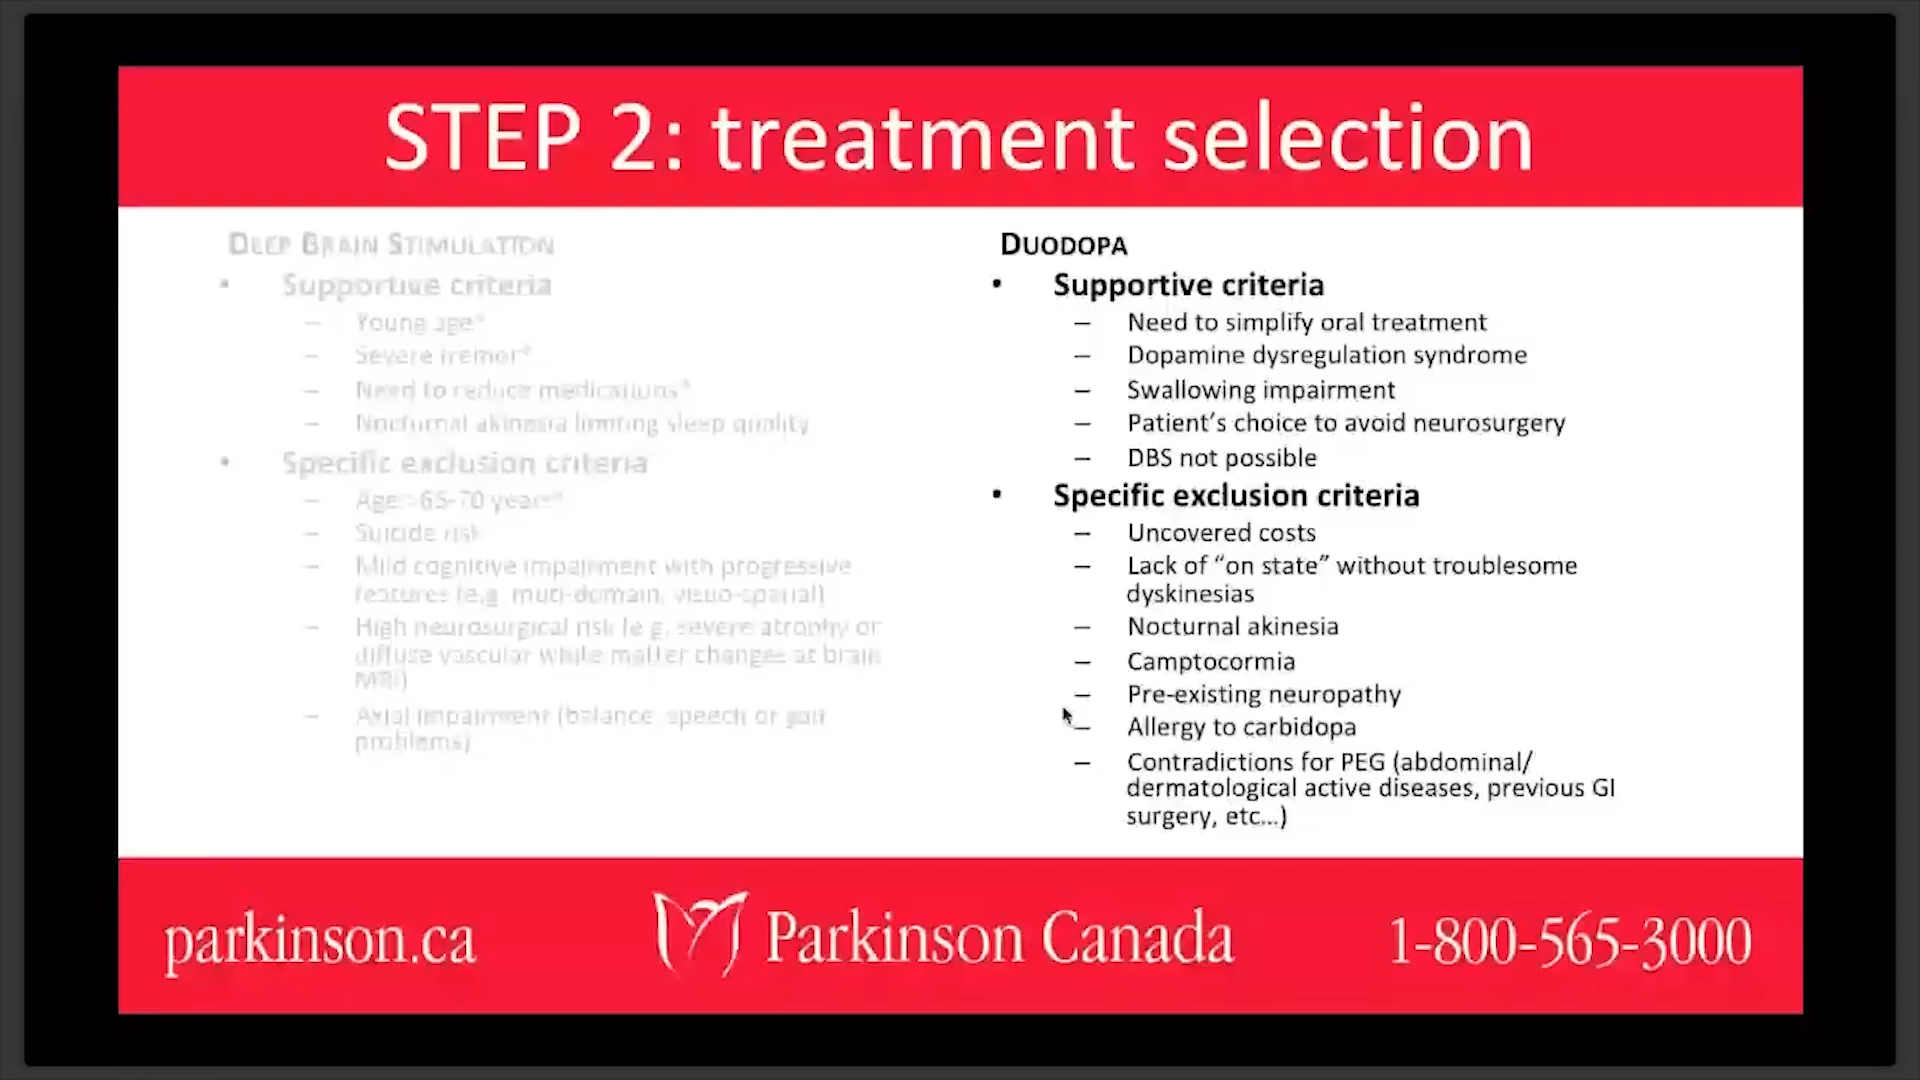 STEP 2: treatment selection
DEEP BRAIN STIMULATION
• Supportive criteria
– Young age*
– Severe tremor*
– Need to reduce medications*
– Nocturnal akinesia limiting sleep quality
• Specific exclusion criteria
– Age 65-70 years*
– Suicide risk
– Mild cognitive impairment with progressive
features (e.g. muti-domain, visuo-spatial)
– High neurosurgical risk (e.g. severe atrophy or
diffuse vascular white matter changes at brain
MRI)
– Axial impairment (balance, speech or gait
problems)
DUODOPA
• Supportive criteria
– Need to simplify oral treatment
– Dopamine dysregulation syndrome
– Swallowing impairment
– Patient’s choice to avoid neurosurgery
– DBS not possible
• Specific exclusion criteria
– Uncovered costs
– Lack of “on state” without troublesome
dyskinesias
– Nocturnal akinesia
– Camptocormia
– Pre-existing neuropathy
– Allergy to carbidopa
– Contradictions for PEG (abdominal/
dermatological active diseases, previous GI
surgery, etc...)
parkinson.ca
Parkinson Canada
1-800-565-3000